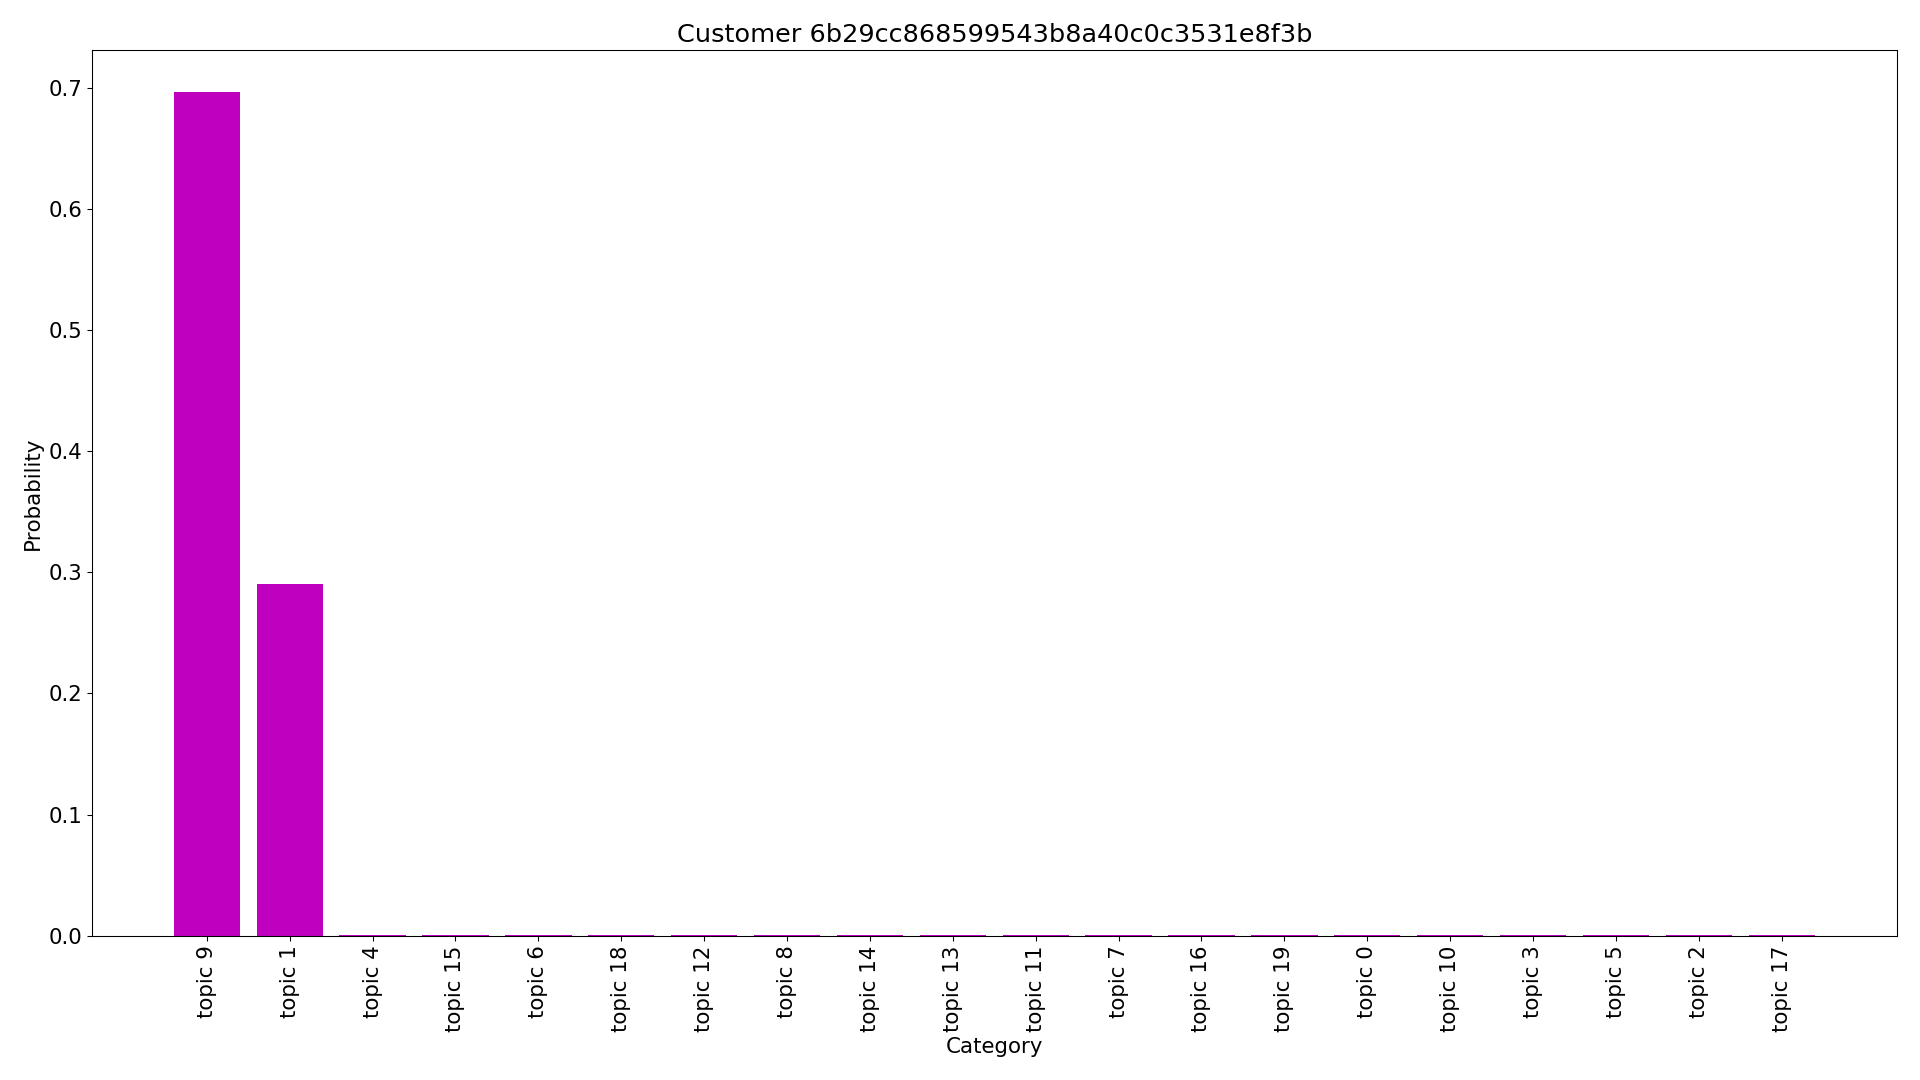 Customer 6b29cc868599543b8a40c0c3531e8f3b
Probability
0.7
0.6
0.5
0.4
0.3
0.2
0.1
0.0
topic 9
topic 1
topic 4
topic 15
topic 6
topic 18
topic 12
topic 8
topic 14
topic 13
topic 11
topic 7
topic 16
topic 19
topic 0
topic 10
topic 3
topic 5
topic 2
topic 17
Category